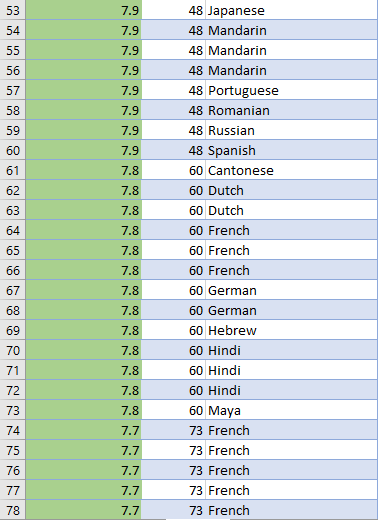 53 7.9 48 Japanese
54 7.9 48 Mandarin
55 7.9 48 Mandarin
56 7.9 48 Mandarin
57 7.9 48 Portuguese
58 7.9 48 Romanian
59 7.9 48 Russian
60 7.9 48 Spanish
61 7.8 60 Cantonese
62 7.8 60 Dutch
63 7.8 60 Dutch
64 7.8 60 French
65 7.8 60 French
66 7.8 60 French
67 7.8 60 German
68 7.8 60 German
69 7.8 60 Hebrew
70 7.8 60 Hindi
71 7.8 60 Hindi
72 7.8 60 Hindi
73 7.8 60 Maya
74 7.7 73 French
75 7.7 73 French
76 7.7 73 French
77 7.7 73 French
78 7.7 73 French